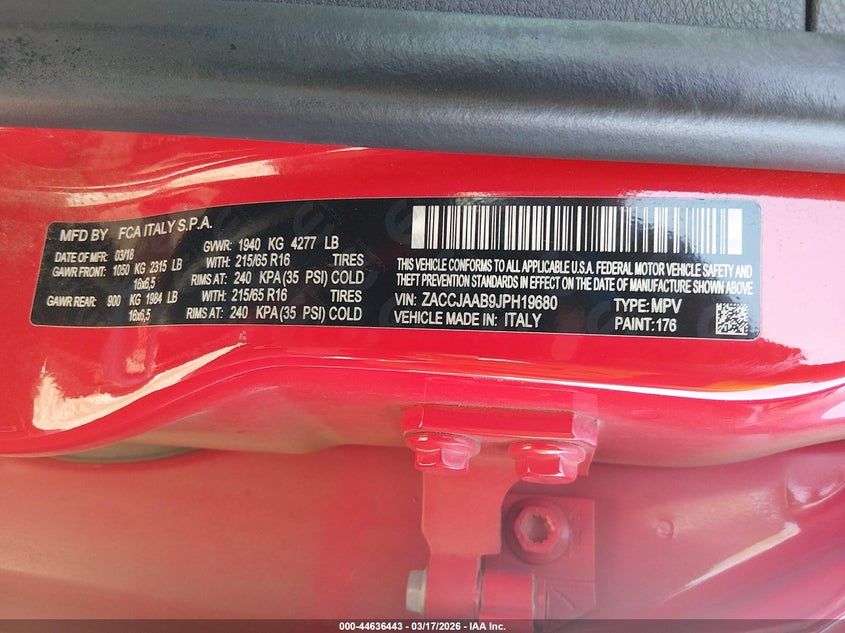 MFD BY FCA ITALY S.P.A.
DATE OF MFR: 03/18 GVWR: 1940 KG 4277 LB
GAWR FRONT: 1050 KG 2315 LB WITH: 215/65 R16 TIRES
16x6,5 RIMS AT: 240 KPA (35 PSI) COLD
GAWR REAR: 900 KG 1984 LB WITH: 215/65 R16 TIRES
16x6,5 RIMS AT: 240 KPA (35 PSI) COLD
THIS VEHICLE CONFORMS TO ALL APPLICABLE U.S.A. FEDERAL MOTOR VEHICLE SAFETY AND
THEFT PREVENTION STANDARDS IN EFFECT ON THE DATE OF MANUFACTURE SHOWN ABOVE.
VIN: ZACCJAAB9JPH19680 TYPE: MPV
VEHICLE MADE IN: ITALY PAINT: 176
000-44636443 - 03/17/2026 - IAA Inc.